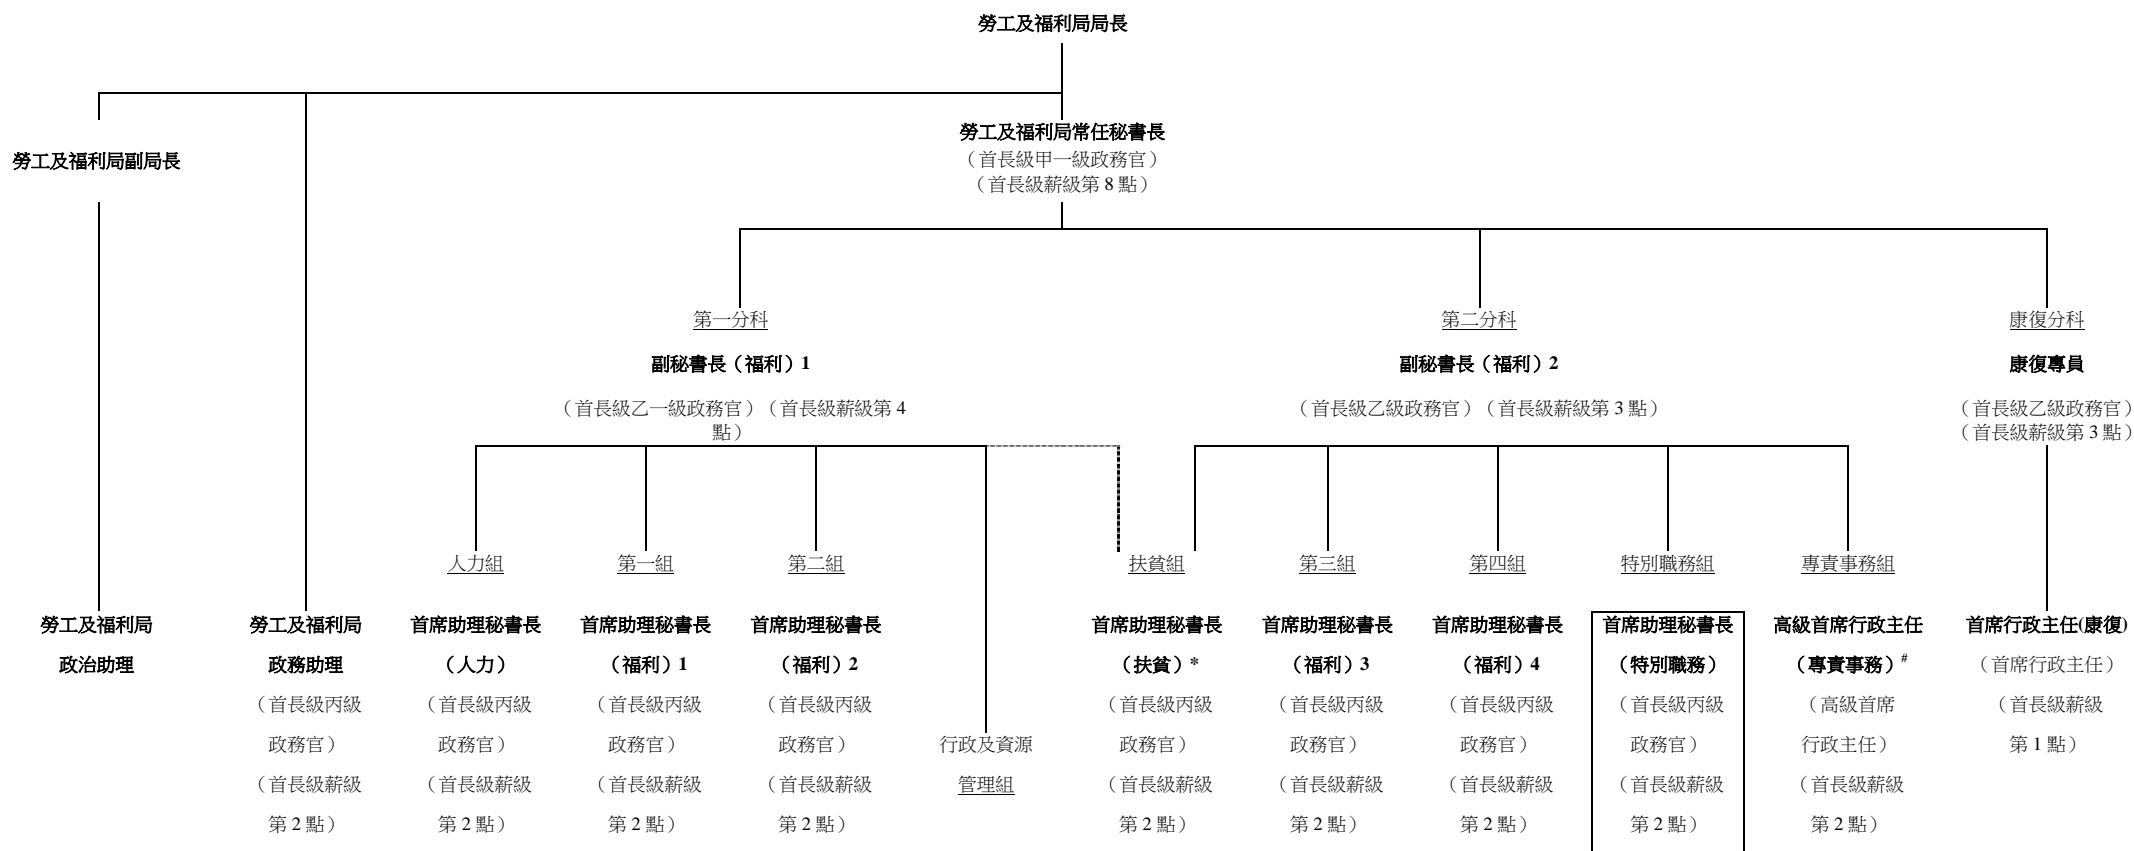 勞工及福利局局長
勞工及福利局副局長
勞工及福利局常任秘書長
（首長級甲一級政務官）
（首長級薪級第 8 點）
第一分科
副秘書長（福利）1
（首長級乙一級政務官）（首長級薪級第 4
點）
第二分科
副秘書長（福利）2
（首長級乙級政務官）（首長級薪級第 3 點）
康復分科
康復專員
（首長級乙級政務官）
（首長級薪級第 3 點）
勞工及福利局
政治助理
勞工及福利局
政務助理
（首長級丙級
政務官）
（首長級薪級
第 2 點）
人力組
首席助理秘書長
（人力）
（首長級丙級
政務官）
（首長級薪級
第 2 點）
第一組
首席助理秘書長
（福利）1
（首長級丙級
政務官）
（首長級薪級
第 2 點）
第二組
首席助理秘書長
（福利）2
（首長級丙級
政務官）
（首長級薪級
第 2 點）
行政及資源
管理組
扶貧組
首席助理秘書長
（扶貧）*
（首長級丙級
政務官）
（首長級薪級
第 2 點）
第三組
首席助理秘書長
（福利）3
（首長級丙級
政務官）
（首長級薪級
第 2 點）
第四組
首席助理秘書長
（福利）4
（首長級丙級
政務官）
（首長級薪級
第 2 點）
特別職務組
首席助理秘書長
（特別職務）
（首長級丙級
政務官）
（首長級薪級
第 2 點）
專責事務組
高級首席行政主任
（專責事務）#
（高級首席
行政主任）
（首長級薪級
第 2 點）
首席行政主任(康復)
（首席行政主任）
（首長級薪級
第 1 點）